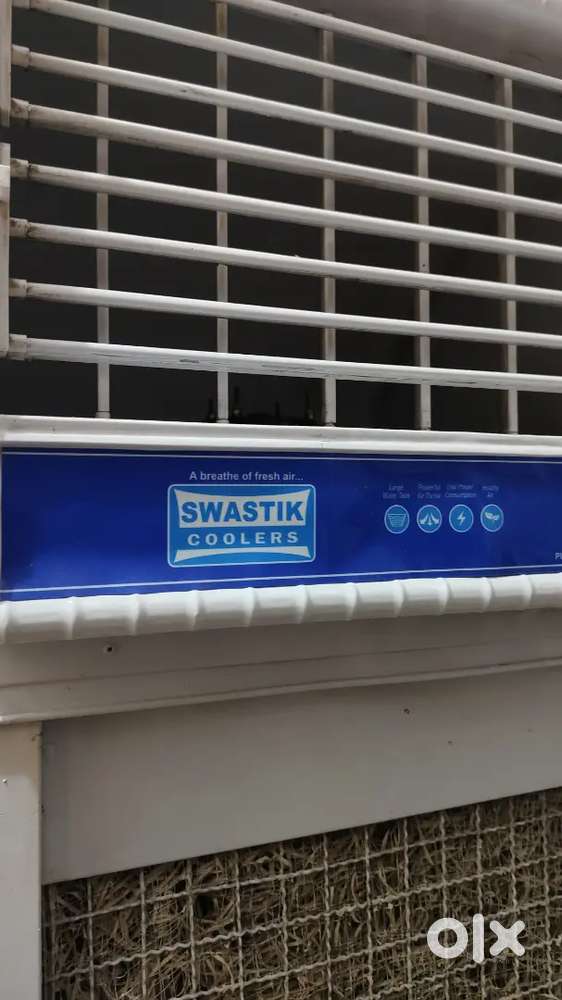 A breathe of fresh air...
SWASTIK
COOLERS
Large Powerful Low Power Healthy
Water Tank Air Throw Consumption Air
olx